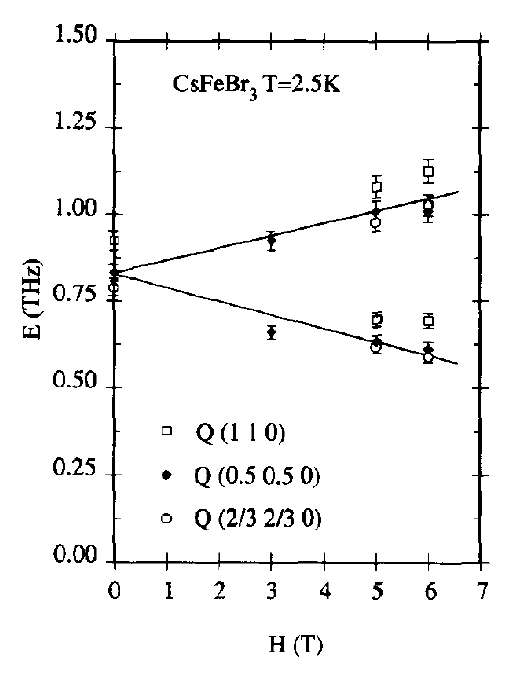 1.50
CsFeBr3 T=2.5K
1.25
1.00
0.75
0.50
0.25
0.00
E (THz)
Q (1 1 0)
Q (0.5 0.5 0)
Q (2/3 2/3 0)
0 1 2 3 4 5 6 7
H (T)